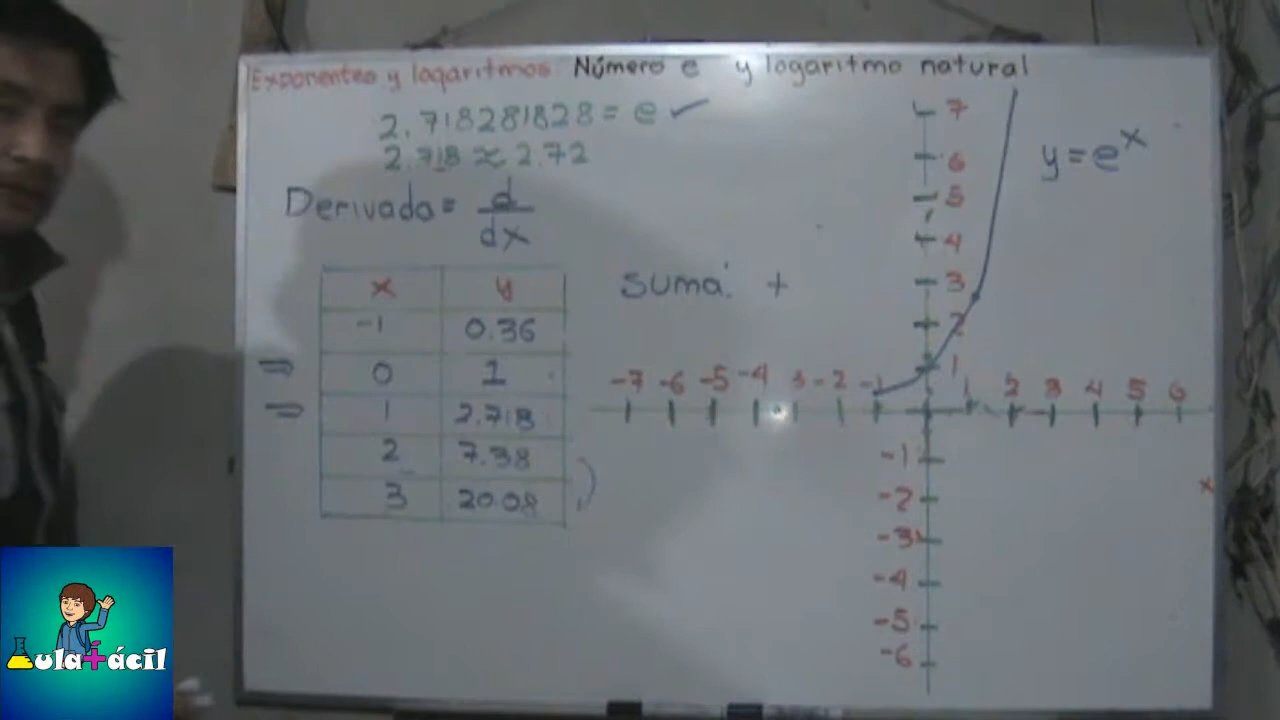 Exponentes y logaritmos Número e y logaritmo natural
2.718281828 = e ✓
2.718 ≈ 2.72
Derivada = d/dx
Suma: +
y = e^x
x y
-1 0.36
⇒ 0 1
⇒ 1 2.718
2 7.38
3 20.08
7
6
5
4
3
2
1
-7 -6 -5 -4 3 -2 -1 1 2 3 4 5 6
-1
-2
x
-3
-4
-5
-6
Aula+ácil